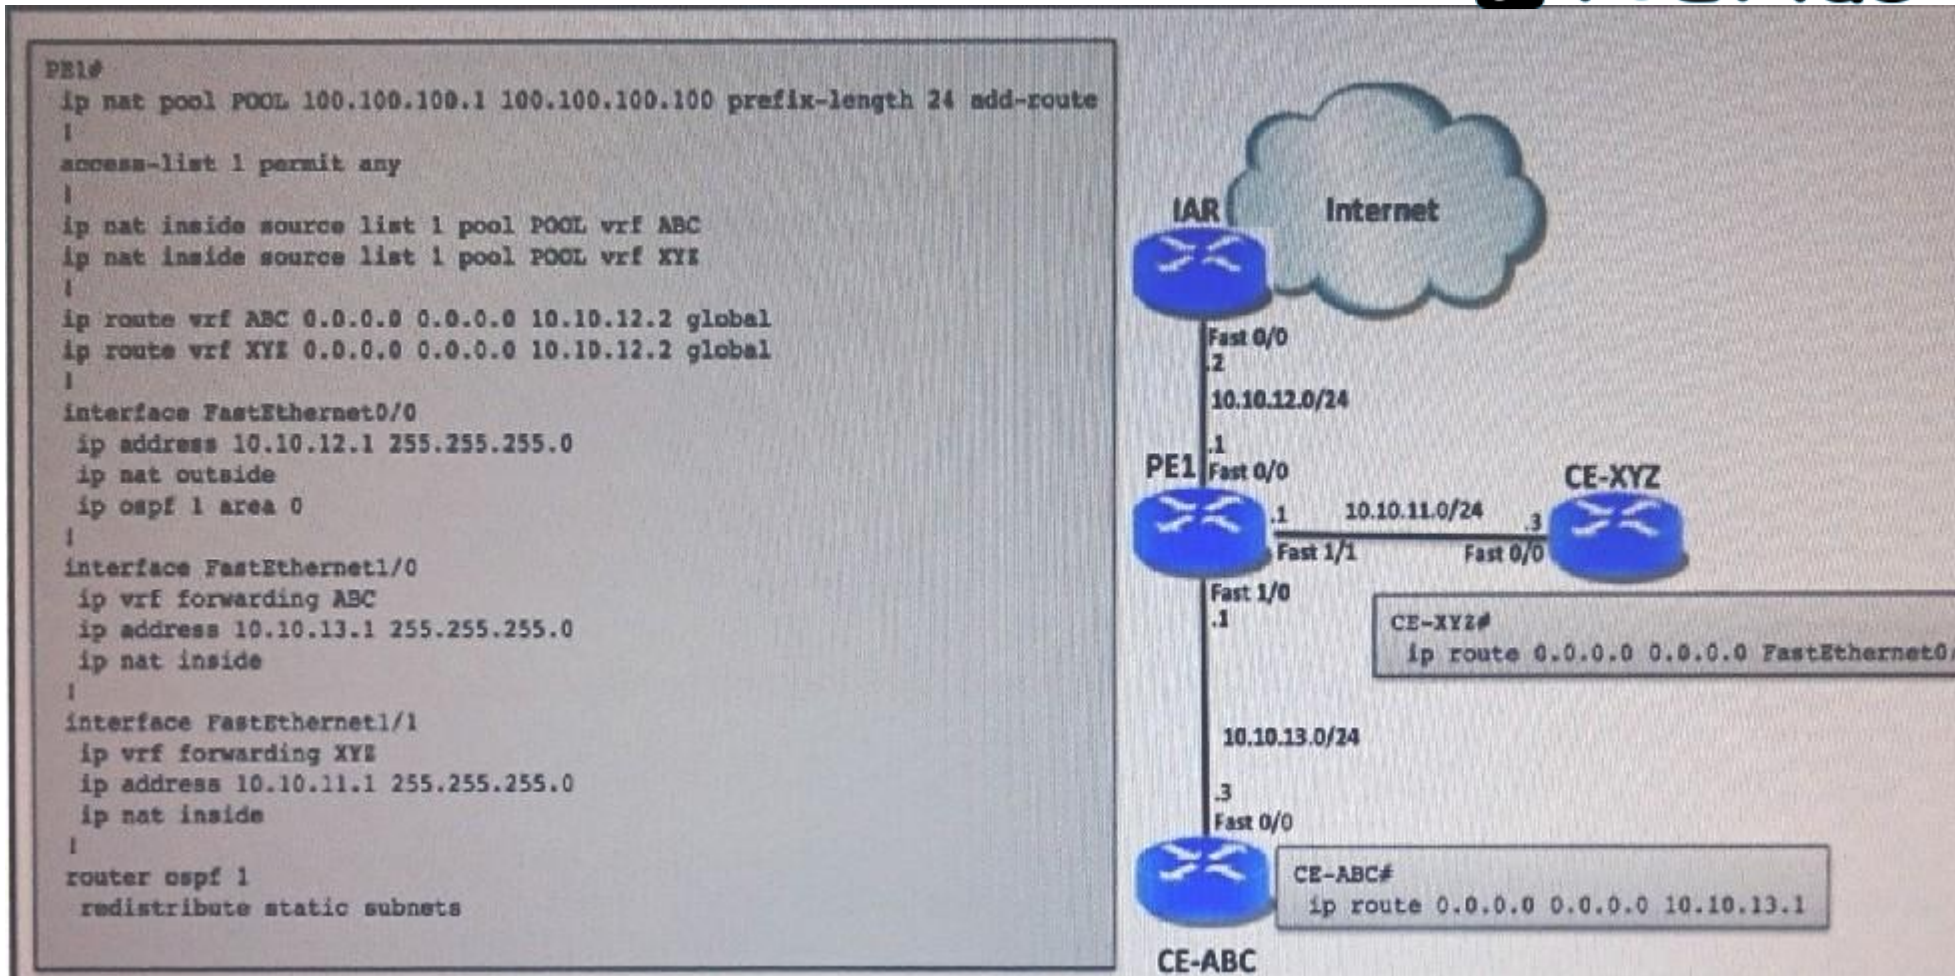 PE1#
ip nat pool POOL 100.100.100.1 100.100.100.100 prefix-length 24 add-route
!
access-list 1 permit any
!
ip nat inside source list 1 pool POOL vrf ABC
ip nat inside source list 1 pool POOL vrf XYZ
!
ip route vrf ABC 0.0.0.0 0.0.0.0 10.10.12.2 global
ip route vrf XYZ 0.0.0.0 0.0.0.0 10.10.12.2 global
!
interface FastEthernet0/0
ip address 10.10.12.1 255.255.255.0
ip nat outside
ip ospf 1 area 0
!
interface FastEthernet1/0
ip vrf forwarding ABC
ip address 10.10.13.1 255.255.255.0
ip nat inside
!
interface FastEthernet1/1
ip vrf forwarding XYZ
ip address 10.10.11.1 255.255.255.0
ip nat inside
!
router ospf 1
redistribute static subnets
IAR
Internet
Fast 0/0
.2
10.10.12.0/24
.1
PE1
Fast 0/0
CE-XYZ
.1
10.10.11.0/24
.3
Fast 1/1
Fast 0/0
Fast 1/0
.1
CE-XYZ#
ip route 0.0.0.0 0.0.0.0 FastEthernet0/
10.10.13.0/24
.3
Fast 0/0
CE-ABC#
ip route 0.0.0.0 0.0.0.0 10.10.13.1
CE-ABC